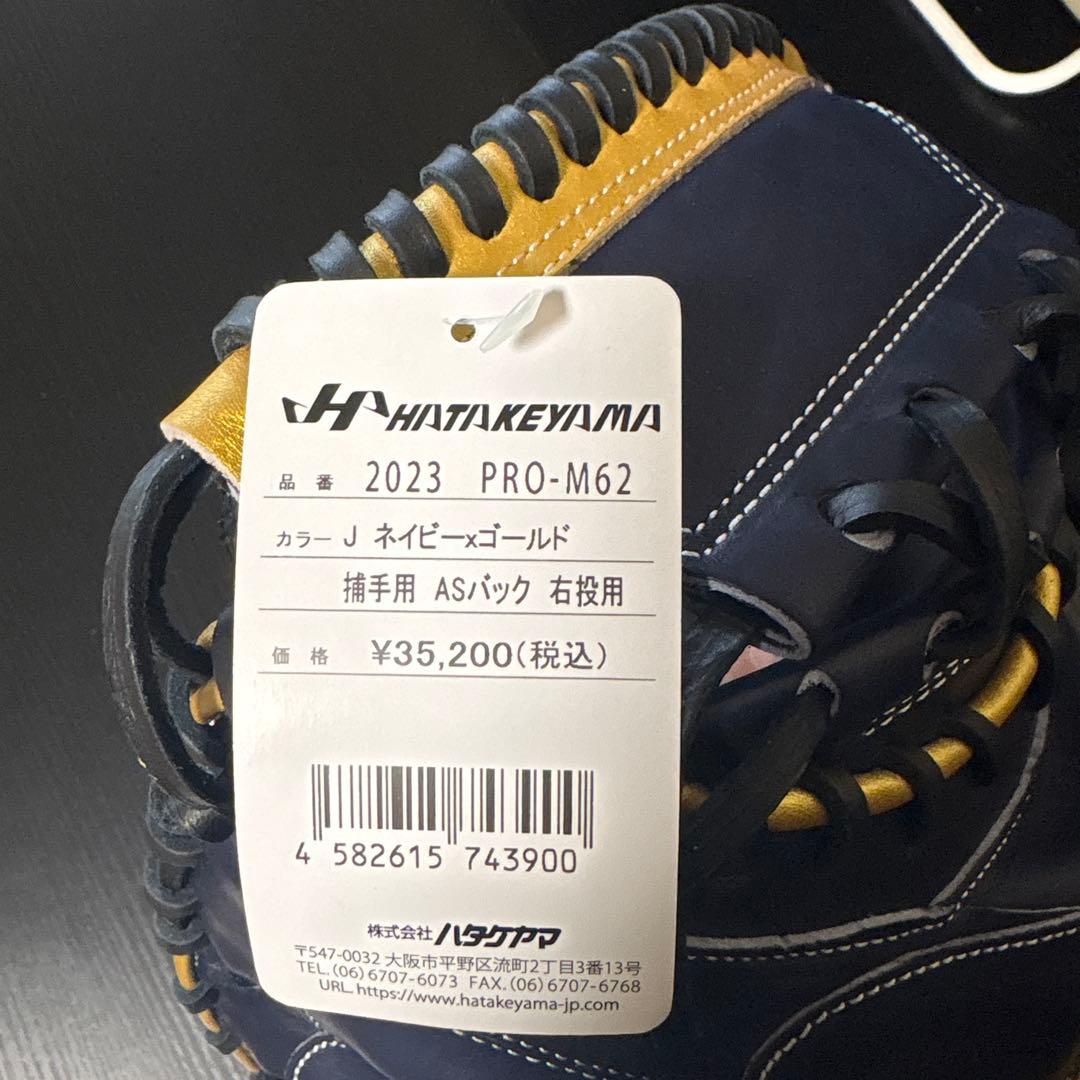 HATAKEYAMA
品番 2023 PRO-M62
カラー J ネイビーxゴールド
捕手用 ASバック 右投用
価格 ¥35,200(税込)
4 582615 743900
株式会社ハタケヤマ
〒547-0032 大阪市平野区流町2丁目3番13号
TEL.(06)6707-6073 FAX.(06)6707-6768
URL.https://www.hatakeyama-jp.com